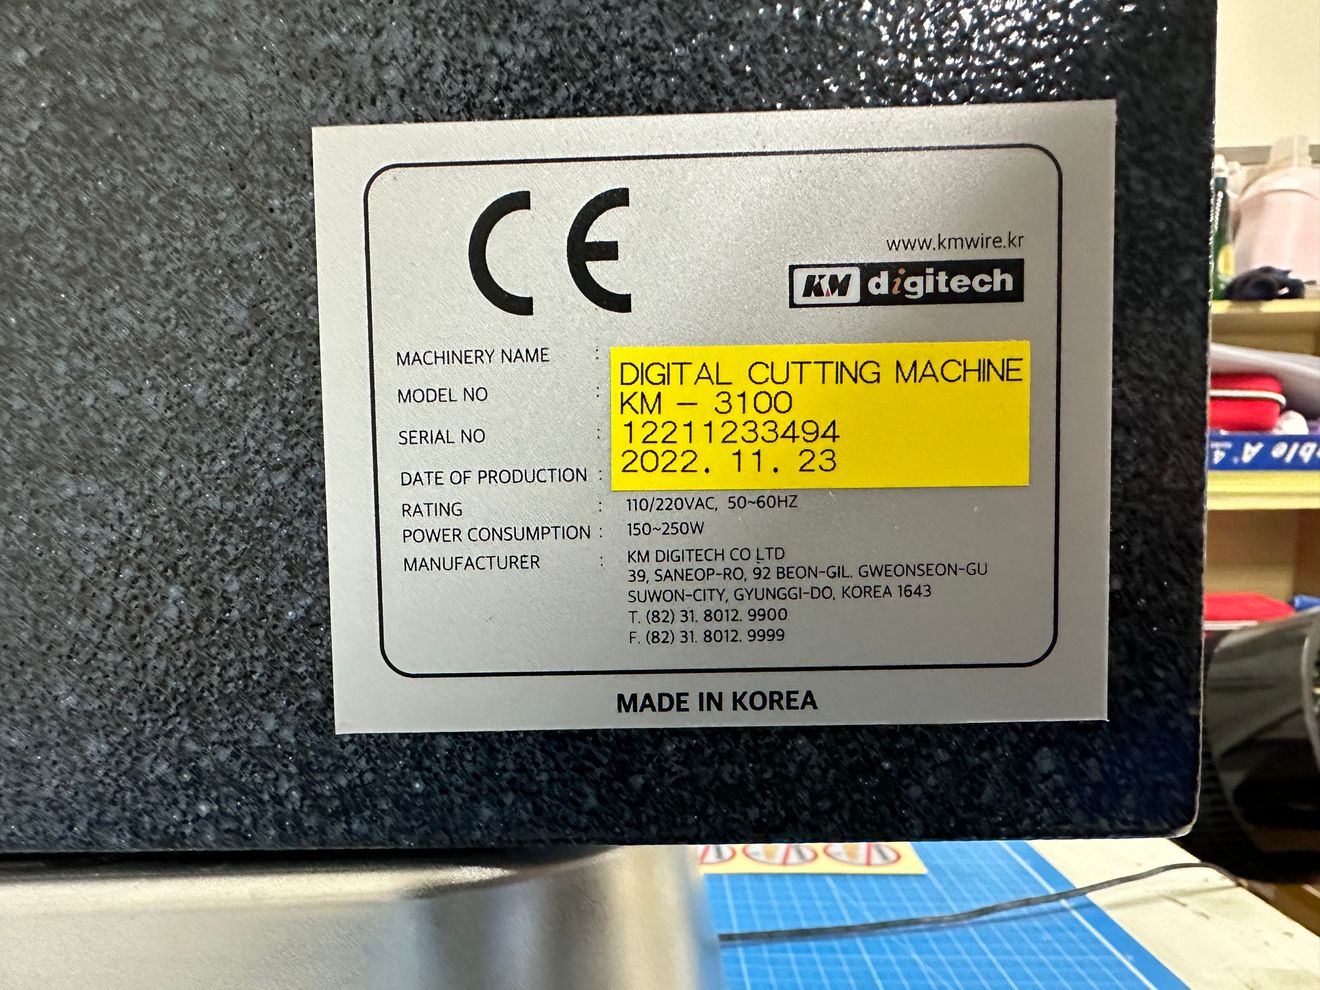 CE
www.kmwire.kr
KM digitech
MACHINERY NAME : DIGITAL CUTTING MACHINE
MODEL NO : KM - 3100
SERIAL NO : 12211233494
DATE OF PRODUCTION : 2022. 11. 23
RATING : 110/220VAC, 50~60HZ
POWER CONSUMPTION : 150~250W
MANUFACTURER : KM DIGITECH CO LTD
39, SANEOP-RO, 92 BEON-GIL. GWEONSEON-GU
SUWON-CITY, GYUNGGI-DO, KOREA 1643
T. (82) 31. 8012. 9900
F. (82) 31. 8012. 9999
MADE IN KOREA